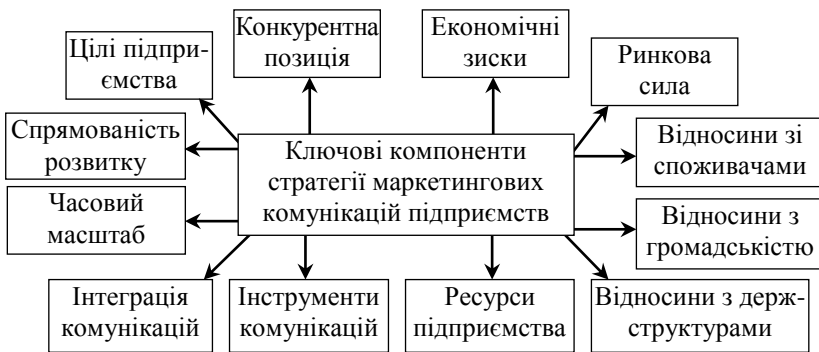 Конкурентна
позиція
Економічні
зиски
Цілі підпри-
ємства
Ринкова
сила
Спрямованість
розвитку
Ключові компоненти
стратегії маркетингових
комунікацій підприємств
Відносини зі
споживачами
Часовий
масштаб
Відносини з
громадськістю
Інтеграція
комунікацій
Інструменти
комунікацій
Ресурси
підприємства
Відносини з держ-
структурами